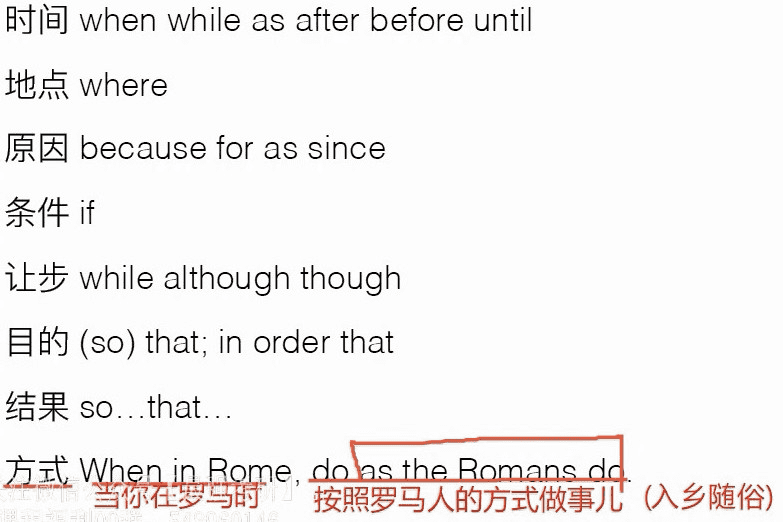 时间 when while as after before until
地点 where
原因 because for as since
条件 if
让步 while although though
目的 (so) that; in order that
结果 so…that…
方式 When in Rome, do as the Romans do.
当你在罗马时 按照罗马人的方式做事儿 (入乡随俗)